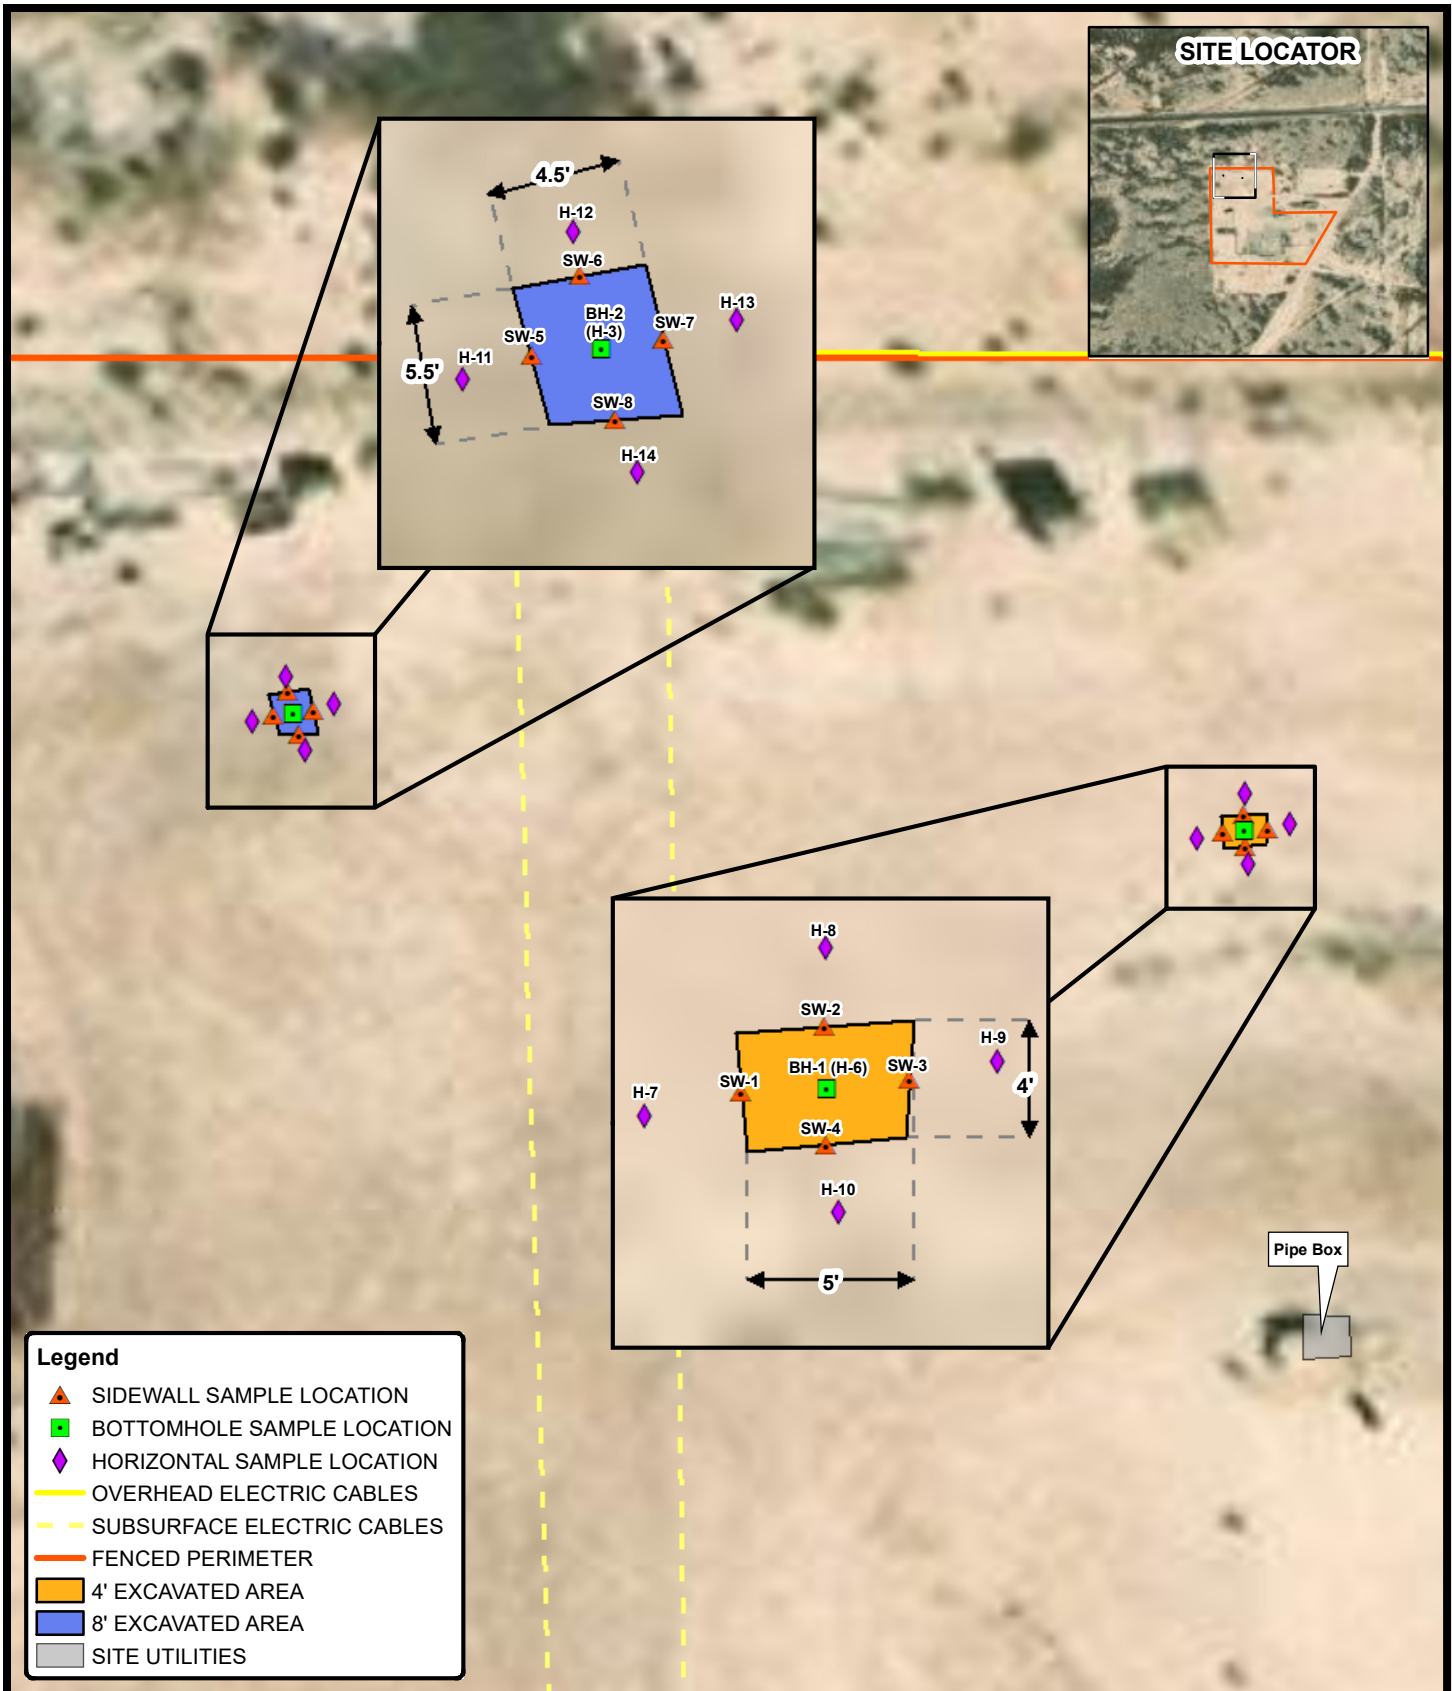 SITE LOCATOR
4.5'
H-12
SW-6
H-13
BH-2
(H-3)
SW-7
SW-5
H-11
5.5'
SW-8
H-14
H-8
SW-2
H-9
BH-1 (H-6)
SW-3
SW-1
4'
H-7
SW-4
H-10
5'
Pipe Box
Legend
SIDEWALL SAMPLE LOCATION
BOTTOMHOLE SAMPLE LOCATION
HORIZONTAL SAMPLE LOCATION
OVERHEAD ELECTRIC CABLES
SUBSURFACE ELECTRIC CABLES
FENCED PERIMETER
4' EXCAVATED AREA
8' EXCAVATED AREA
SITE UTILITIES